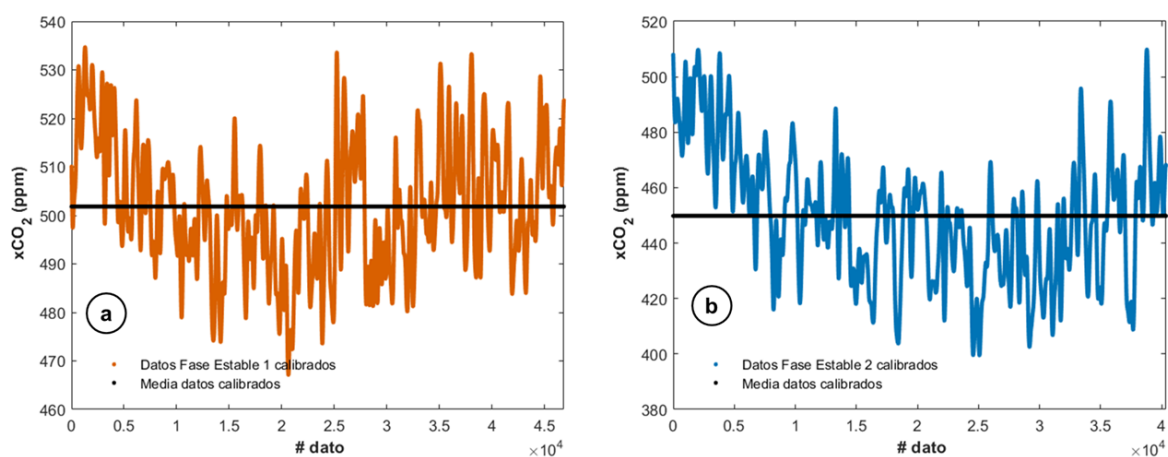 540
530
520
510
500
490
480
470
460
xCO2 (ppm)
a
Datos Fase Estable 1 calibrados
Media datos calibrados
0 0.5 1 1.5 2 2.5 3 3.5 4 4.5
# dato
×10^4
520
500
480
460
440
420
400
380
xCO2 (ppm)
b
Datos Fase Estable 2 calibrados
Media datos calibrados
0 0.5 1 1.5 2 2.5 3 3.5 4
# dato
×10^4